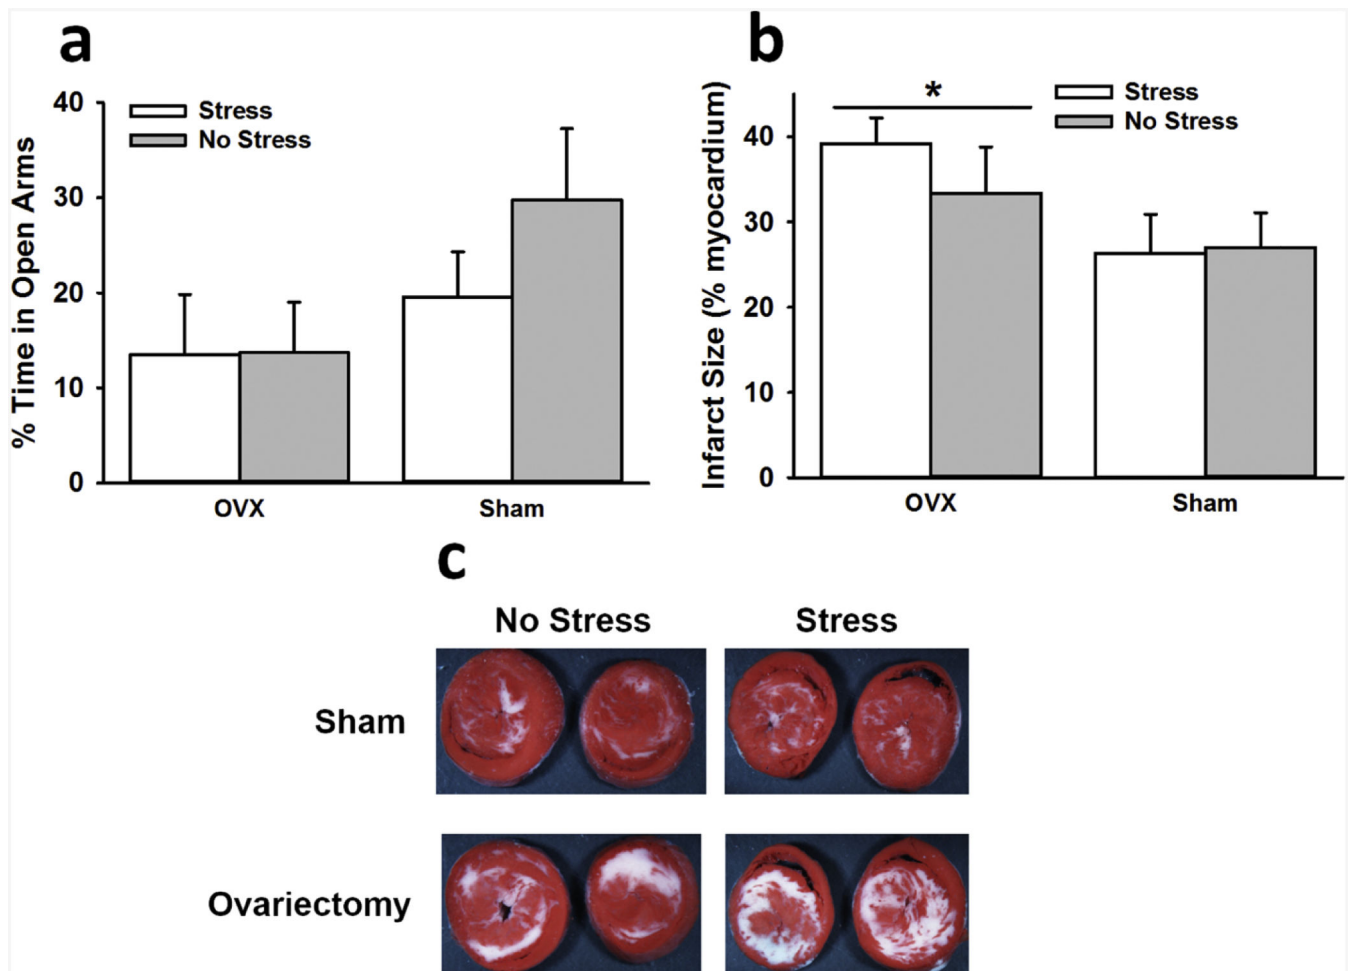 a
% Time in Open Arms
40
30
20
10
0
Stress
No Stress
OVX
Sham
b
Infarct Size (% myocardium)
40
30
20
10
0
*
Stress
No Stress
OVX
Sham
c
No Stress
Stress
Sham
Ovariectomy